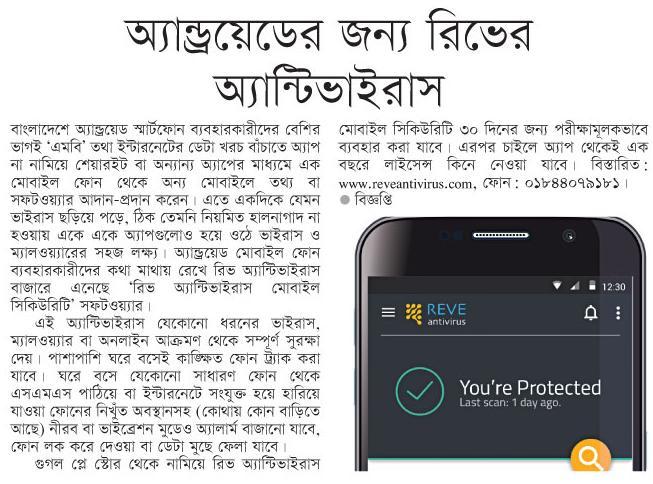 অ্যান্ড্রয়েডের জন্য রিভের
অ্যান্টিভাইরাস
বাংলাদেশে অ্যান্ড্রয়েড স্মার্টফোন ব্যবহারকারীদের বেশির
ভাগই ‘এমবি’ তথা ইন্টারনেটের ডেটা খরচ বাঁচাতে অ্যাপ
না নামিয়ে শেয়ারইট বা অন্যান্য অ্যাপের মাধ্যমে এক
মোবাইল ফোন থেকে অন্য মোবাইলে তথ্য বা
সফটওয়্যার আদান-প্রদান করেন। এতে একদিকে যেমন
ভাইরাস ছড়িয়ে পড়ে, ঠিক তেমনি নিয়মিত হালনাগাদ না
হওয়ায় একে একে অ্যাপগুলোও হয়ে ওঠে ভাইরাস ও
ম্যালওয়্যারের সহজ লক্ষ্য। অ্যান্ড্রয়েড মোবাইল ফোন
ব্যবহারকারীদের কথা মাথায় রেখে রিভ অ্যান্টিভাইরাস
বাজারে এনেছে ‘রিভ অ্যান্টিভাইরাস মোবাইল
সিকিউরিটি’ সফটওয়্যার।
এই অ্যান্টিভাইরাস যেকোনো ধরনের ভাইরাস,
ম্যালওয়্যার বা অনলাইন আক্রমণ থেকে সম্পূর্ণ সুরক্ষা
দেয়। পাশাপাশি ঘরে বসেই কাঙ্ক্ষিত ফোন ট্র্যাক করা
যাবে। ঘরে বসে যেকোনো সাধারণ ফোন থেকে
এসএমএস পাঠিয়ে বা ইন্টারনেটে সংযুক্ত হয়ে হারিয়ে
যাওয়া ফোনের নিখুঁত অবস্থানসহ (কোথায় কোন বাড়িতে
আছে) নীরব বা ভাইব্রেশন মুডেও অ্যালার্ম বাজানো যাবে,
ফোন লক করে দেওয়া বা ডেটা মুছে ফেলা যাবে।
গুগল প্লে স্টোর থেকে নামিয়ে রিভ অ্যান্টিভাইরাস
মোবাইল সিকিউরিটি ৩০ দিনের জন্য পরীক্ষামূলকভাবে
ব্যবহার করা যাবে। এরপর চাইলে অ্যাপ থেকেই এক
বছরে লাইসেন্স কিনে নেওয়া যাবে। বিস্তারিত :
www.reveantivirus.com, ফোন : ০১৮৪৪০৭৯১৮১।
● বিজ্ঞপ্তি
12:30
REVE
antivirus
You're Protected
Last scan: 1 day ago.